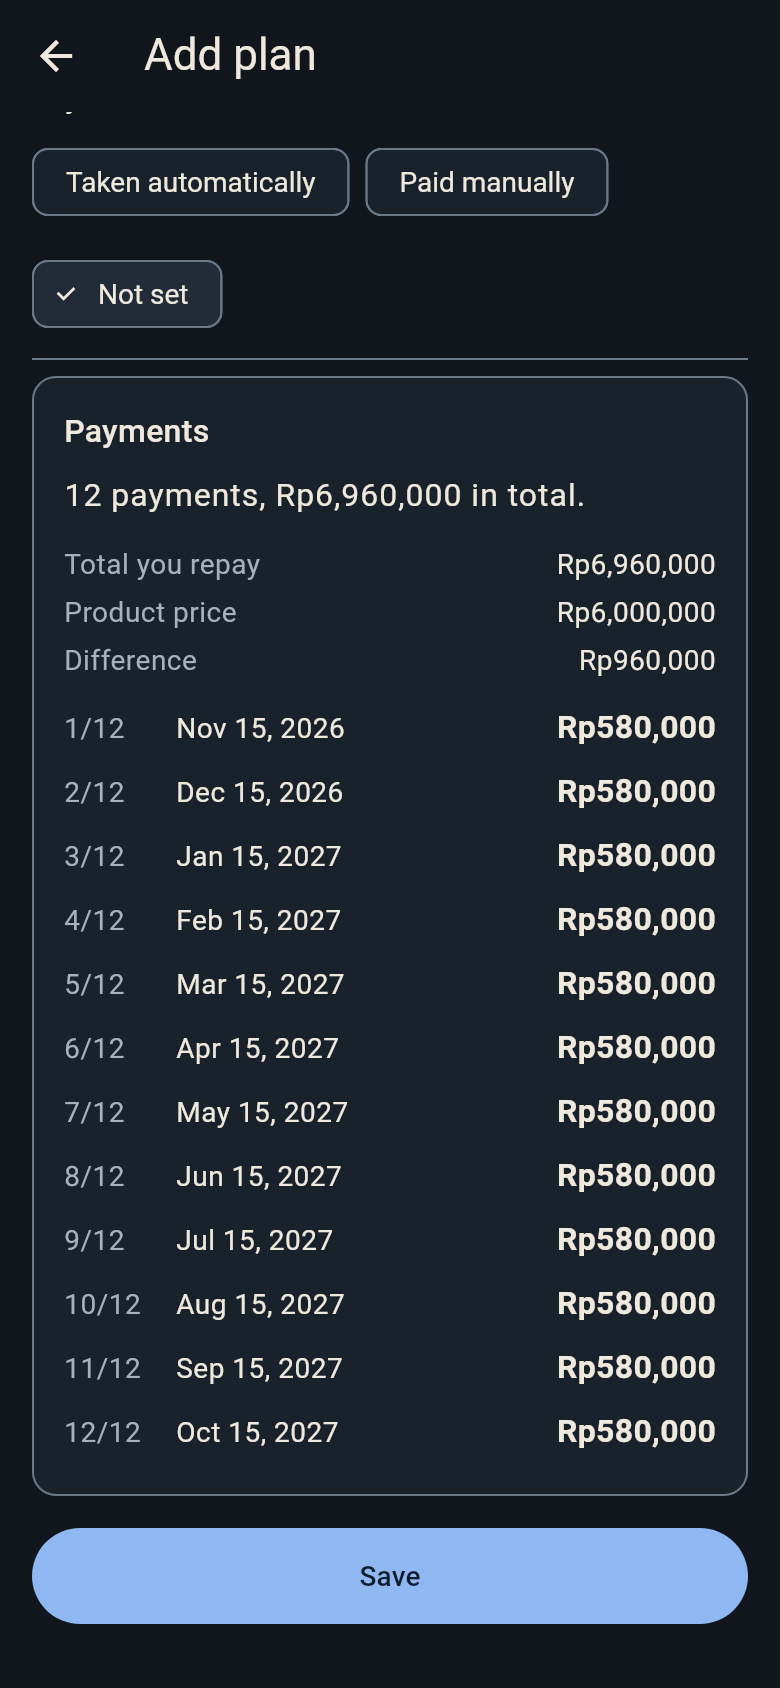 Add plan
Taken automatically
Paid manually
Not set
Payments
12 payments, Rp6,960,000 in total.
Total you repay Rp6,960,000
Product price Rp6,000,000
Difference Rp960,000
1/12 Nov 15, 2026 Rp580,000
2/12 Dec 15, 2026 Rp580,000
3/12 Jan 15, 2027 Rp580,000
4/12 Feb 15, 2027 Rp580,000
5/12 Mar 15, 2027 Rp580,000
6/12 Apr 15, 2027 Rp580,000
7/12 May 15, 2027 Rp580,000
8/12 Jun 15, 2027 Rp580,000
9/12 Jul 15, 2027 Rp580,000
10/12 Aug 15, 2027 Rp580,000
11/12 Sep 15, 2027 Rp580,000
12/12 Oct 15, 2027 Rp580,000
Save